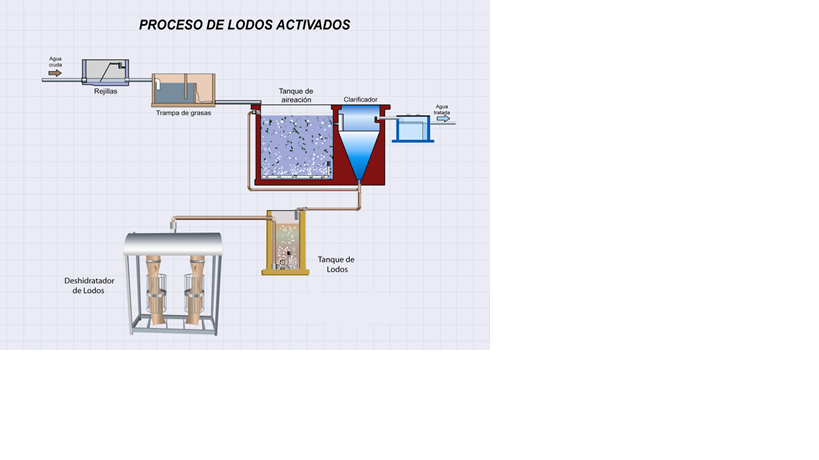 PROCESO DE LODOS ACTIVADOS
Agua
cruda
Rejillas
Trampa de grasas
Tanque de
aireación
Clarificador
Agua
tratada
Tanque de
Lodos
Deshidratador
de Lodos